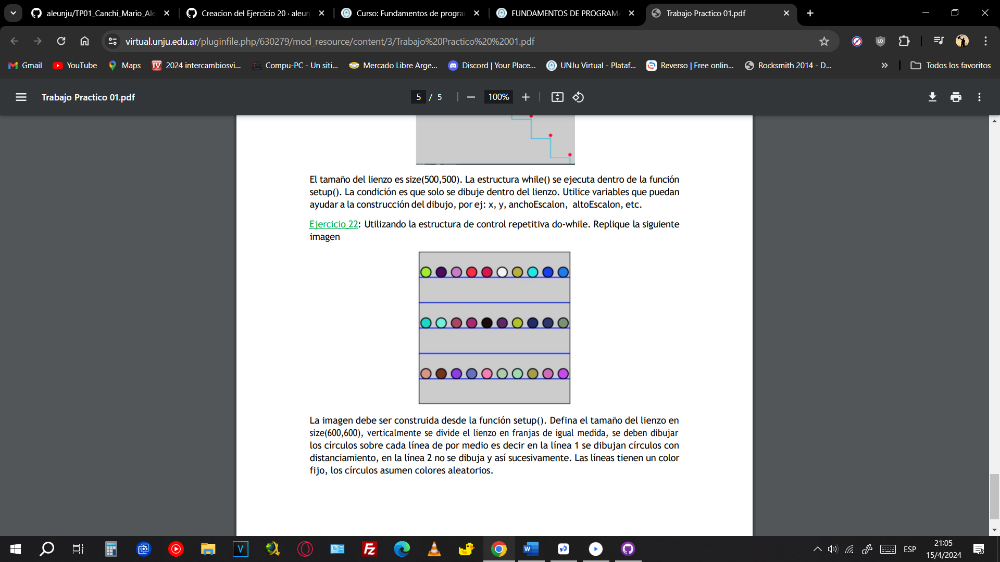 aleunju/TP01_Canchi_Mario_Ale
Creacion del Ejercicio 20 · aleun
Curso: Fundamentos de progra
FUNDAMENTOS DE PROGRAM
Trabajo Practico 01.pdf
virtual.unju.edu.ar/pluginfile.php/630279/mod_resource/content/3/Trabajo%20Practico%20%2001.pdf
Gmail
YouTube
Maps
2024 intercambiosvi...
Compu-PC - Un siti...
Mercado Libre Arge...
Discord | Your Place...
UNJu Virtual - Plataf...
Reverso | Free onlin...
Rocksmith 2014 - D...
Todos los favoritos
Trabajo Practico 01.pdf
5 / 5
100%
El tamaño del lienzo es size(500,500). La estructura while() se ejecuta dentro de la función
setup(). La condición es que solo se dibuje dentro del lienzo. Utilice variables que puedan
ayudar a la construcción del dibujo, por ej: x, y, anchoEscalon, altoEscalon, etc.
Ejercicio 22: Utilizando la estructura de control repetitiva do-while. Replique la siguiente
imagen
La imagen debe ser construida desde la función setup(). Defina el tamaño del lienzo en
size(600,600), verticalmente se divide el lienzo en franjas de igual medida, se deben dibujar
los círculos sobre cada línea de por medio es decir en la línea 1 se dibujan círculos con
distanciamiento, en la línea 2 no se dibuja y así sucesivamente. Las líneas tienen un color
fijo, los círculos asumen colores aleatorios.
ESP
21:05
15/4/2024